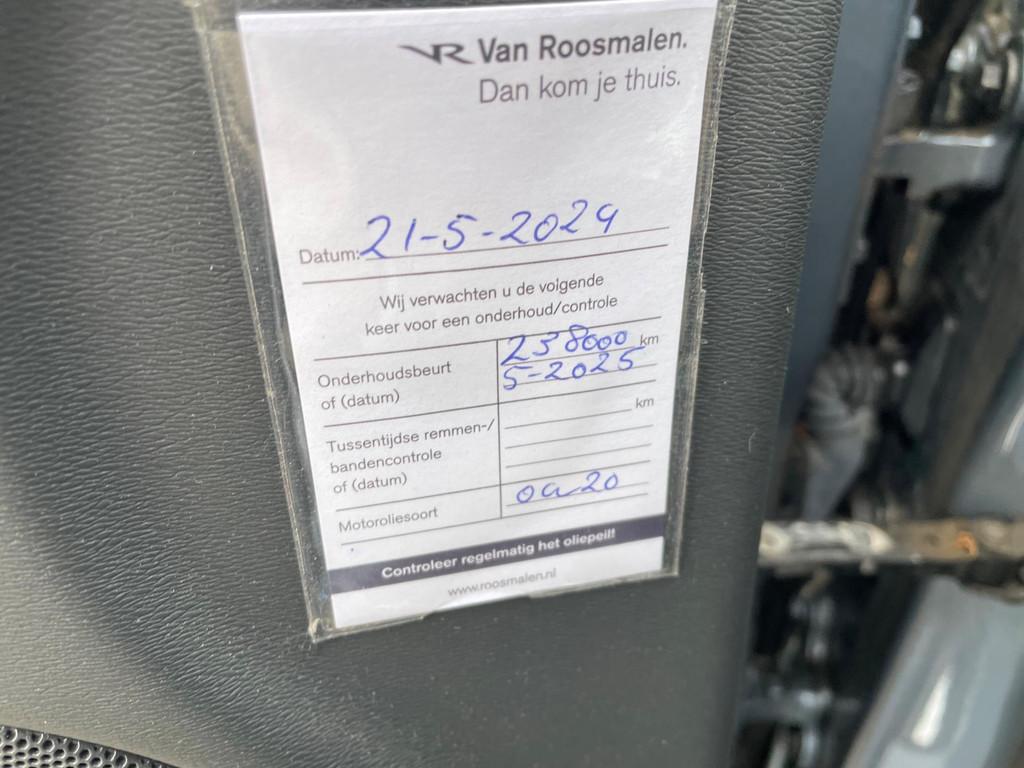 VR Van Roosmalen.
Dan kom je thuis.
Datum: 21-5-2024
Wij verwachten u de volgende
keer voor een onderhoud/controle
Onderhoudsbeurt
of (datum)
238000 km
5-2025
Tussentijdse remmen-/
bandencontrole
of (datum)
km
Motoroliesoort
0w20
Controleer regelmatig het oliepeil!
www.roosmalen.nl